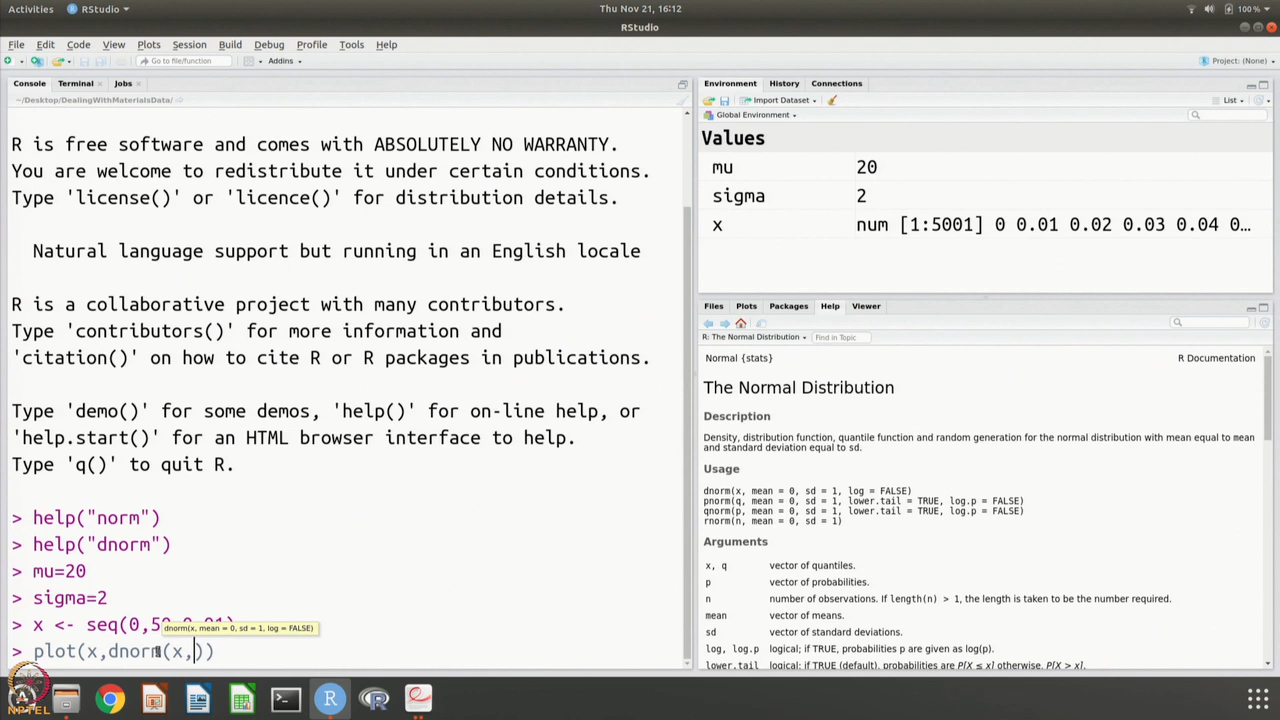 Activities RStudio Thu Nov 21, 16:12 100 %
RStudio
File Edit Code View Plots Session Build Debug Profile Tools Help
Go to file/function Addins Project: (None)
Console Terminal Jobs
~/Desktop/DealingWithMaterialsData/
R is free software and comes with ABSOLUTELY NO WARRANTY.
You are welcome to redistribute it under certain conditions.
Type 'license()' or 'licence()' for distribution details.
Natural language support but running in an English locale
R is a collaborative project with many contributors.
Type 'contributors()' for more information and
'citation()' on how to cite R or R packages in publications.
Type 'demo()' for some demos, 'help()' for on-line help, or
'help.start()' for an HTML browser interface to help.
Type 'q()' to quit R.
> help("norm")
> help("dnorm")
> mu=20
> sigma=2
> x <- seq(0,50,0.01)
dnorm(x, mean = 0, sd = 1, log = FALSE)
> plot(x,dnorm(x,))
Environment History Connections
Import Dataset List
Global Environment
Values
mu 20
sigma 2
x num [1:5001] 0 0.01 0.02 0.03 0.04 0…
Files Plots Packages Help Viewer
R: The Normal Distribution Find in Topic
Normal {stats} R Documentation
The Normal Distribution
Description
Density, distribution function, quantile function and random generation for the normal distribution with mean equal to mean
and standard deviation equal to sd.
Usage
dnorm(x, mean = 0, sd = 1, log = FALSE)
pnorm(q, mean = 0, sd = 1, lower.tail = TRUE, log.p = FALSE)
qnorm(p, mean = 0, sd = 1, lower.tail = TRUE, log.p = FALSE)
rnorm(n, mean = 0, sd = 1)
Arguments
x, q vector of quantiles.
p vector of probabilities.
n number of observations. If length(n) > 1, the length is taken to be the number required.
mean vector of means.
sd vector of standard deviations.
log, log.p logical; if TRUE, probabilities p are given as log(p).
lower.tail logical; if TRUE (default), probabilities are P[X ≤ x] otherwise, P[X > x].
NPTEL